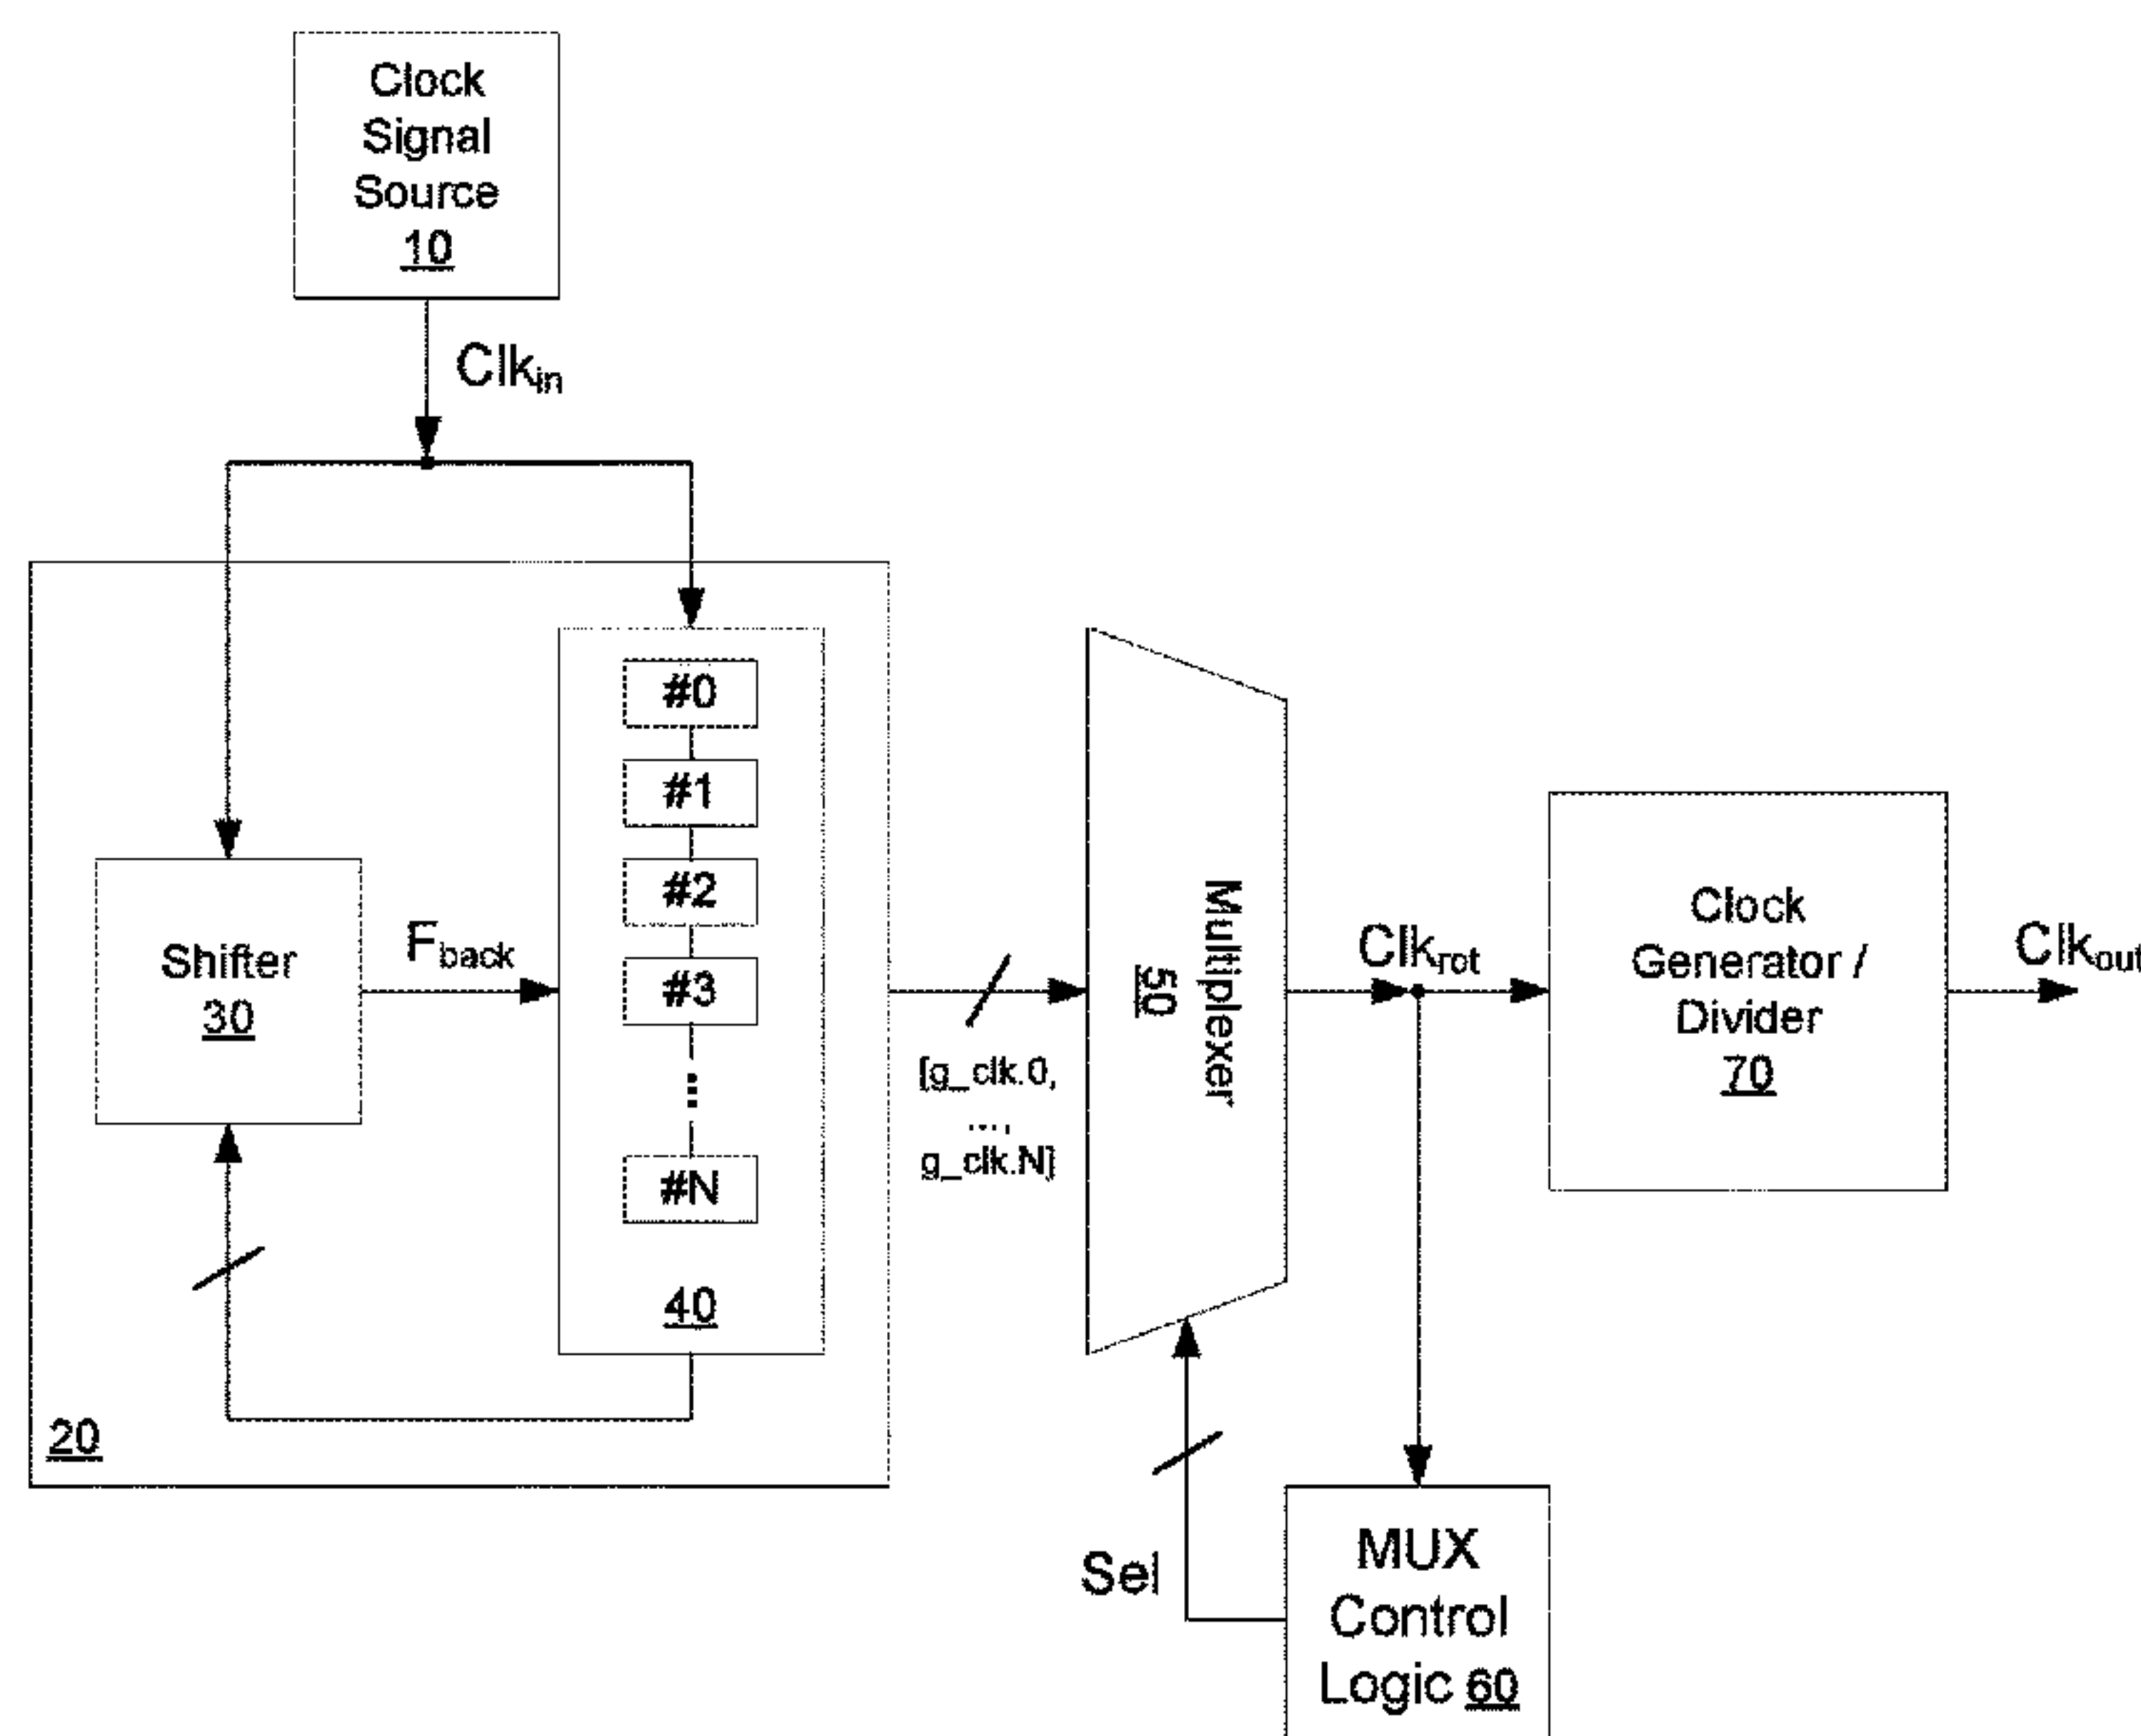 Clock
Signal
Source
10
Clkin
#0
#1
#2
#3
...
#N
40
Shifter
30
Fback
20
[g_clk.0,
...,
g_clk.N]
Multiplexer
50
Sel
Clkrot
MUX
Control
Logic 60
Clock
Generator /
Divider
70
Clkout